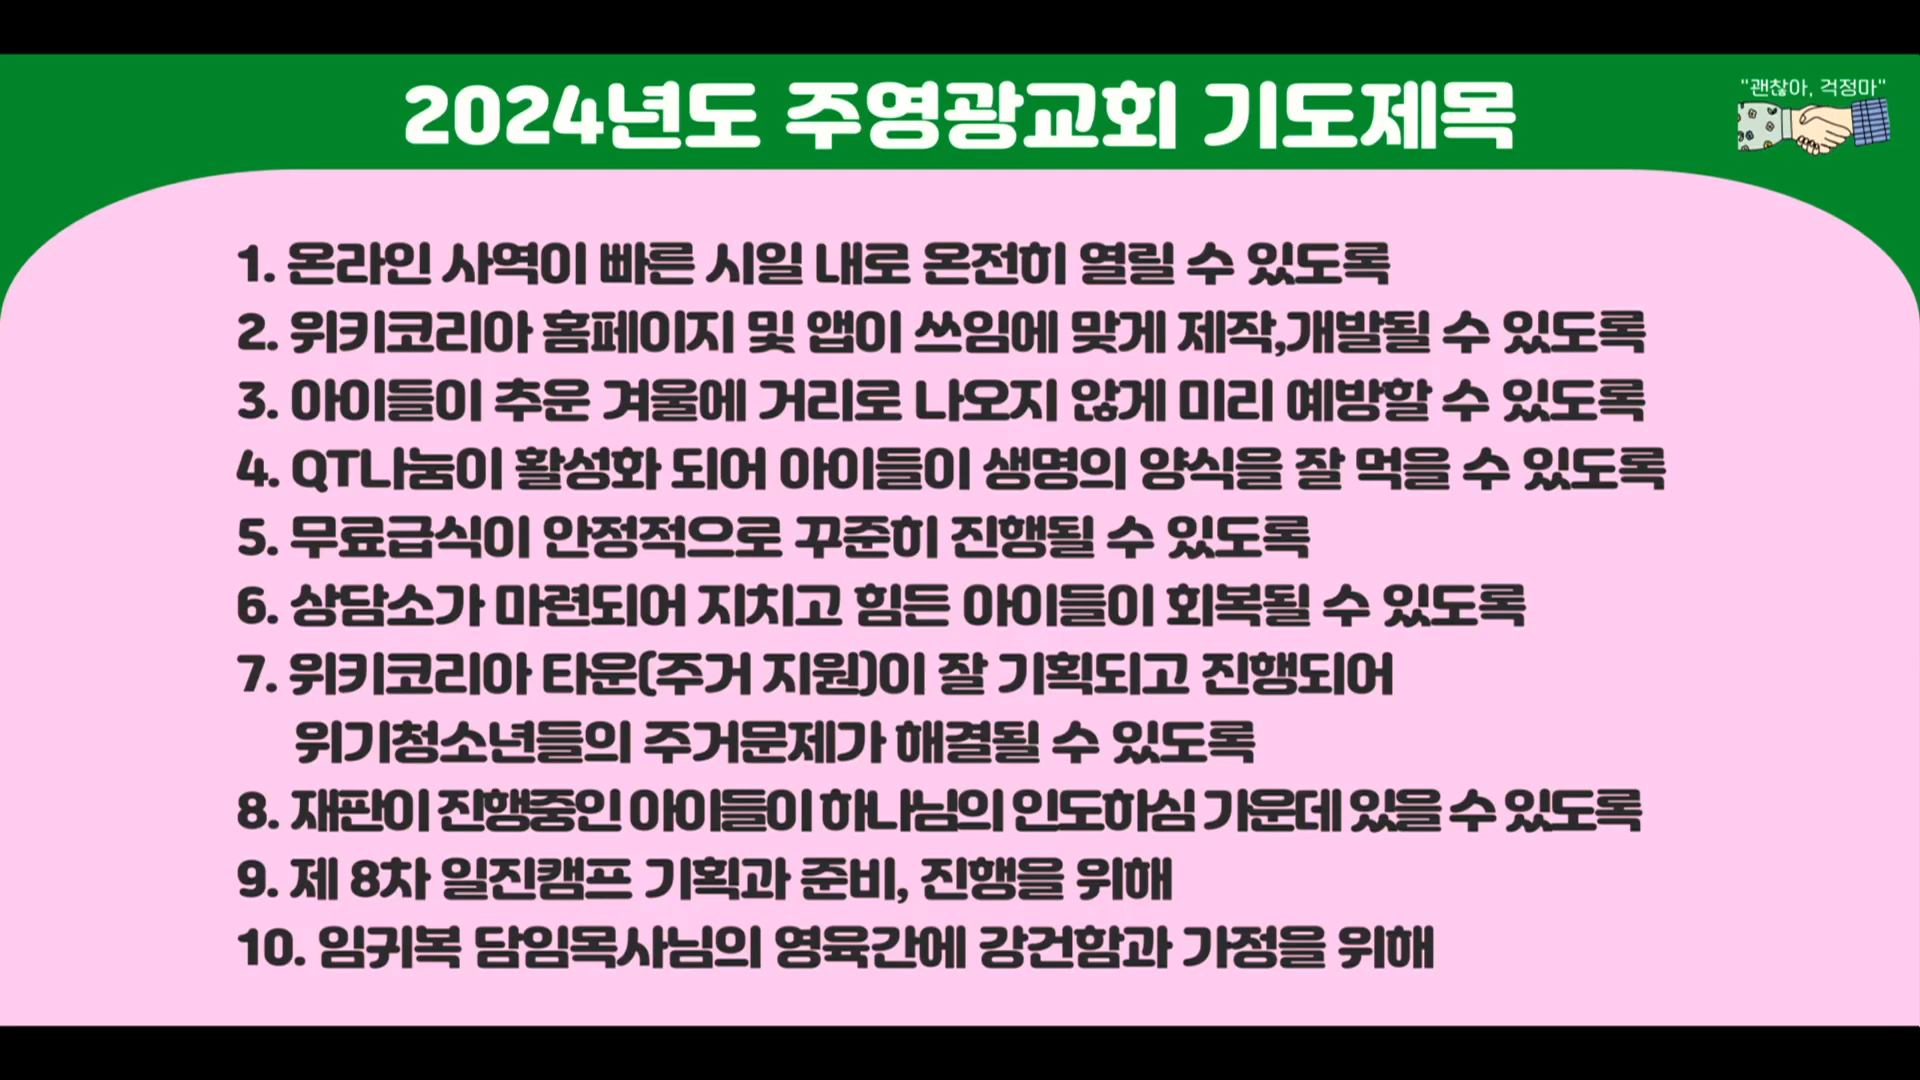 2024년도 주영광교회 기도제목
"괜찮아, 걱정마"
1. 온라인 사역이 빠른 시일 내로 온전히 열릴 수 있도록
2. 위키코리아 홈페이지 및 앱이 쓰임에 맞게 제작,개발될 수 있도록
3. 아이들이 추운 겨울에 거리로 나오지 않게 미리 예방할 수 있도록
4. QT나눔이 활성화 되어 아이들이 생명의 양식을 잘 먹을 수 있도록
5. 무료급식이 안정적으로 꾸준히 진행될 수 있도록
6. 상담소가 마련되어 지치고 힘든 아이들이 회복될 수 있도록
7. 위키코리아 타운(주거 지원)이 잘 기획되고 진행되어
위기청소년들의 주거문제가 해결될 수 있도록
8. 재판이 진행중인 아이들이 하나님의 인도하심 가운데 있을 수 있도록
9. 제 8차 일진캠프 기획과 준비, 진행을 위해
10. 임귀복 담임목사님의 영육간에 강건함과 가정을 위해